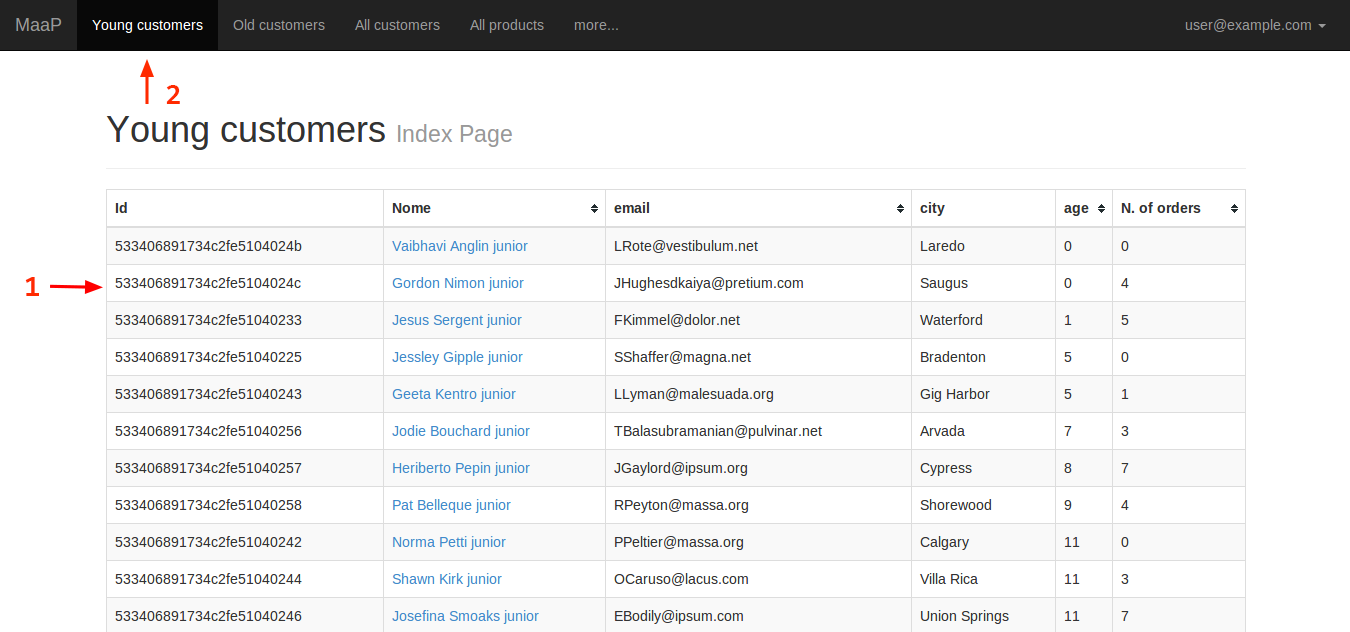 MaaP Young customers Old customers All customers All products more... user@example.com
2
Young customers Index Page
Id Nome email city age N. of orders
533406891734c2fe5104024b Vaibhavi Anglin junior LRote@vestibulum.net Laredo 0 0
1 533406891734c2fe5104024c Gordon Nimon junior JHughesdkaiya@pretium.com Saugus 0 4
533406891734c2fe51040233 Jesus Sergent junior FKimmel@dolor.net Waterford 1 5
533406891734c2fe51040225 Jessley Gipple junior SShaffer@magna.net Bradenton 5 0
533406891734c2fe51040243 Geeta Kentro junior LLyman@malesuada.org Gig Harbor 5 1
533406891734c2fe51040256 Jodie Bouchard junior TBalasubramanian@pulvinar.net Arvada 7 3
533406891734c2fe51040257 Heriberto Pepin junior JGaylord@ipsum.org Cypress 8 7
533406891734c2fe51040258 Pat Belleque junior RPeyton@massa.org Shorewood 9 4
533406891734c2fe51040242 Norma Petti junior PPeltier@massa.org Calgary 11 0
533406891734c2fe51040244 Shawn Kirk junior OCaruso@lacus.com Villa Rica 11 3
533406891734c2fe51040246 Josefina Smoaks junior EBodily@ipsum.com Union Springs 11 7